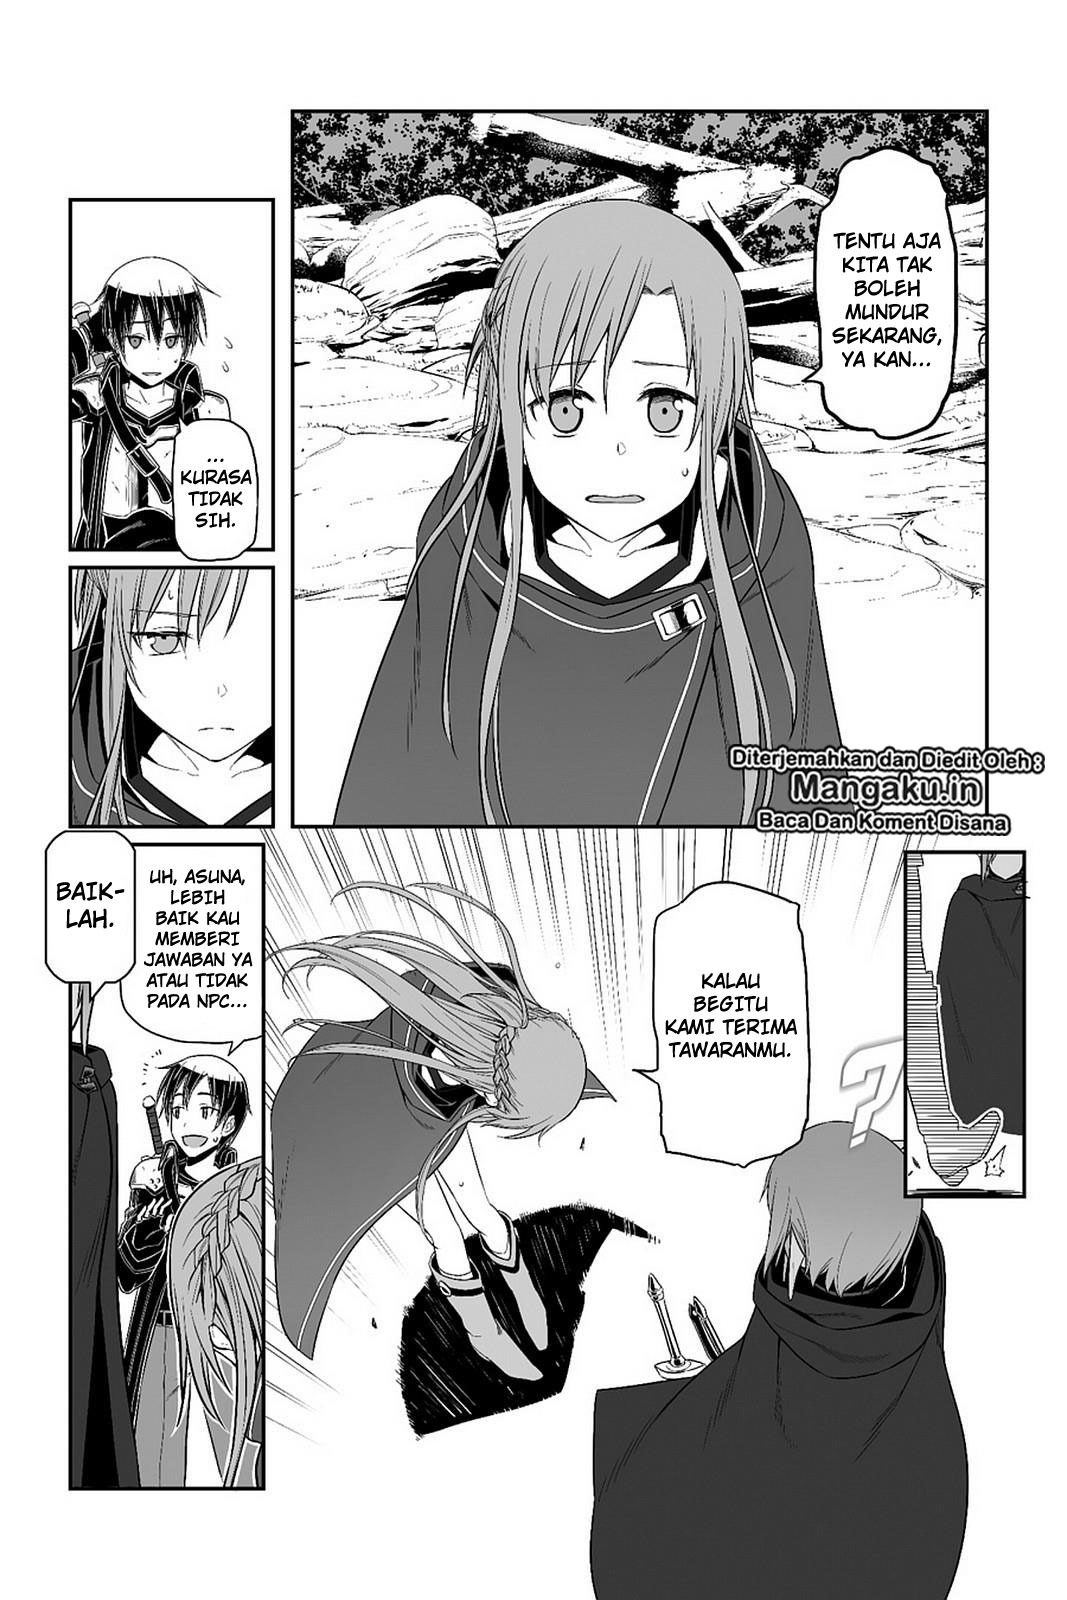 TENTU AJA
KITA TAK
BOLEH
MUNDUR
SEKARANG,
YA KAN...
...
KURASA
TIDAK
SIH.
Diterjemahkan dan Diedit Oleh :
Mangaku.in
Baca Dan Koment Disana
?
KALAU
BEGITU
KAMI TERIMA
TAWARANMU.
UH, ASUNA,
LEBIH
BAIK KAU
MEMBERI
JAWABAN YA
ATAU TIDAK
PADA NPC...
BAIK-
LAH.